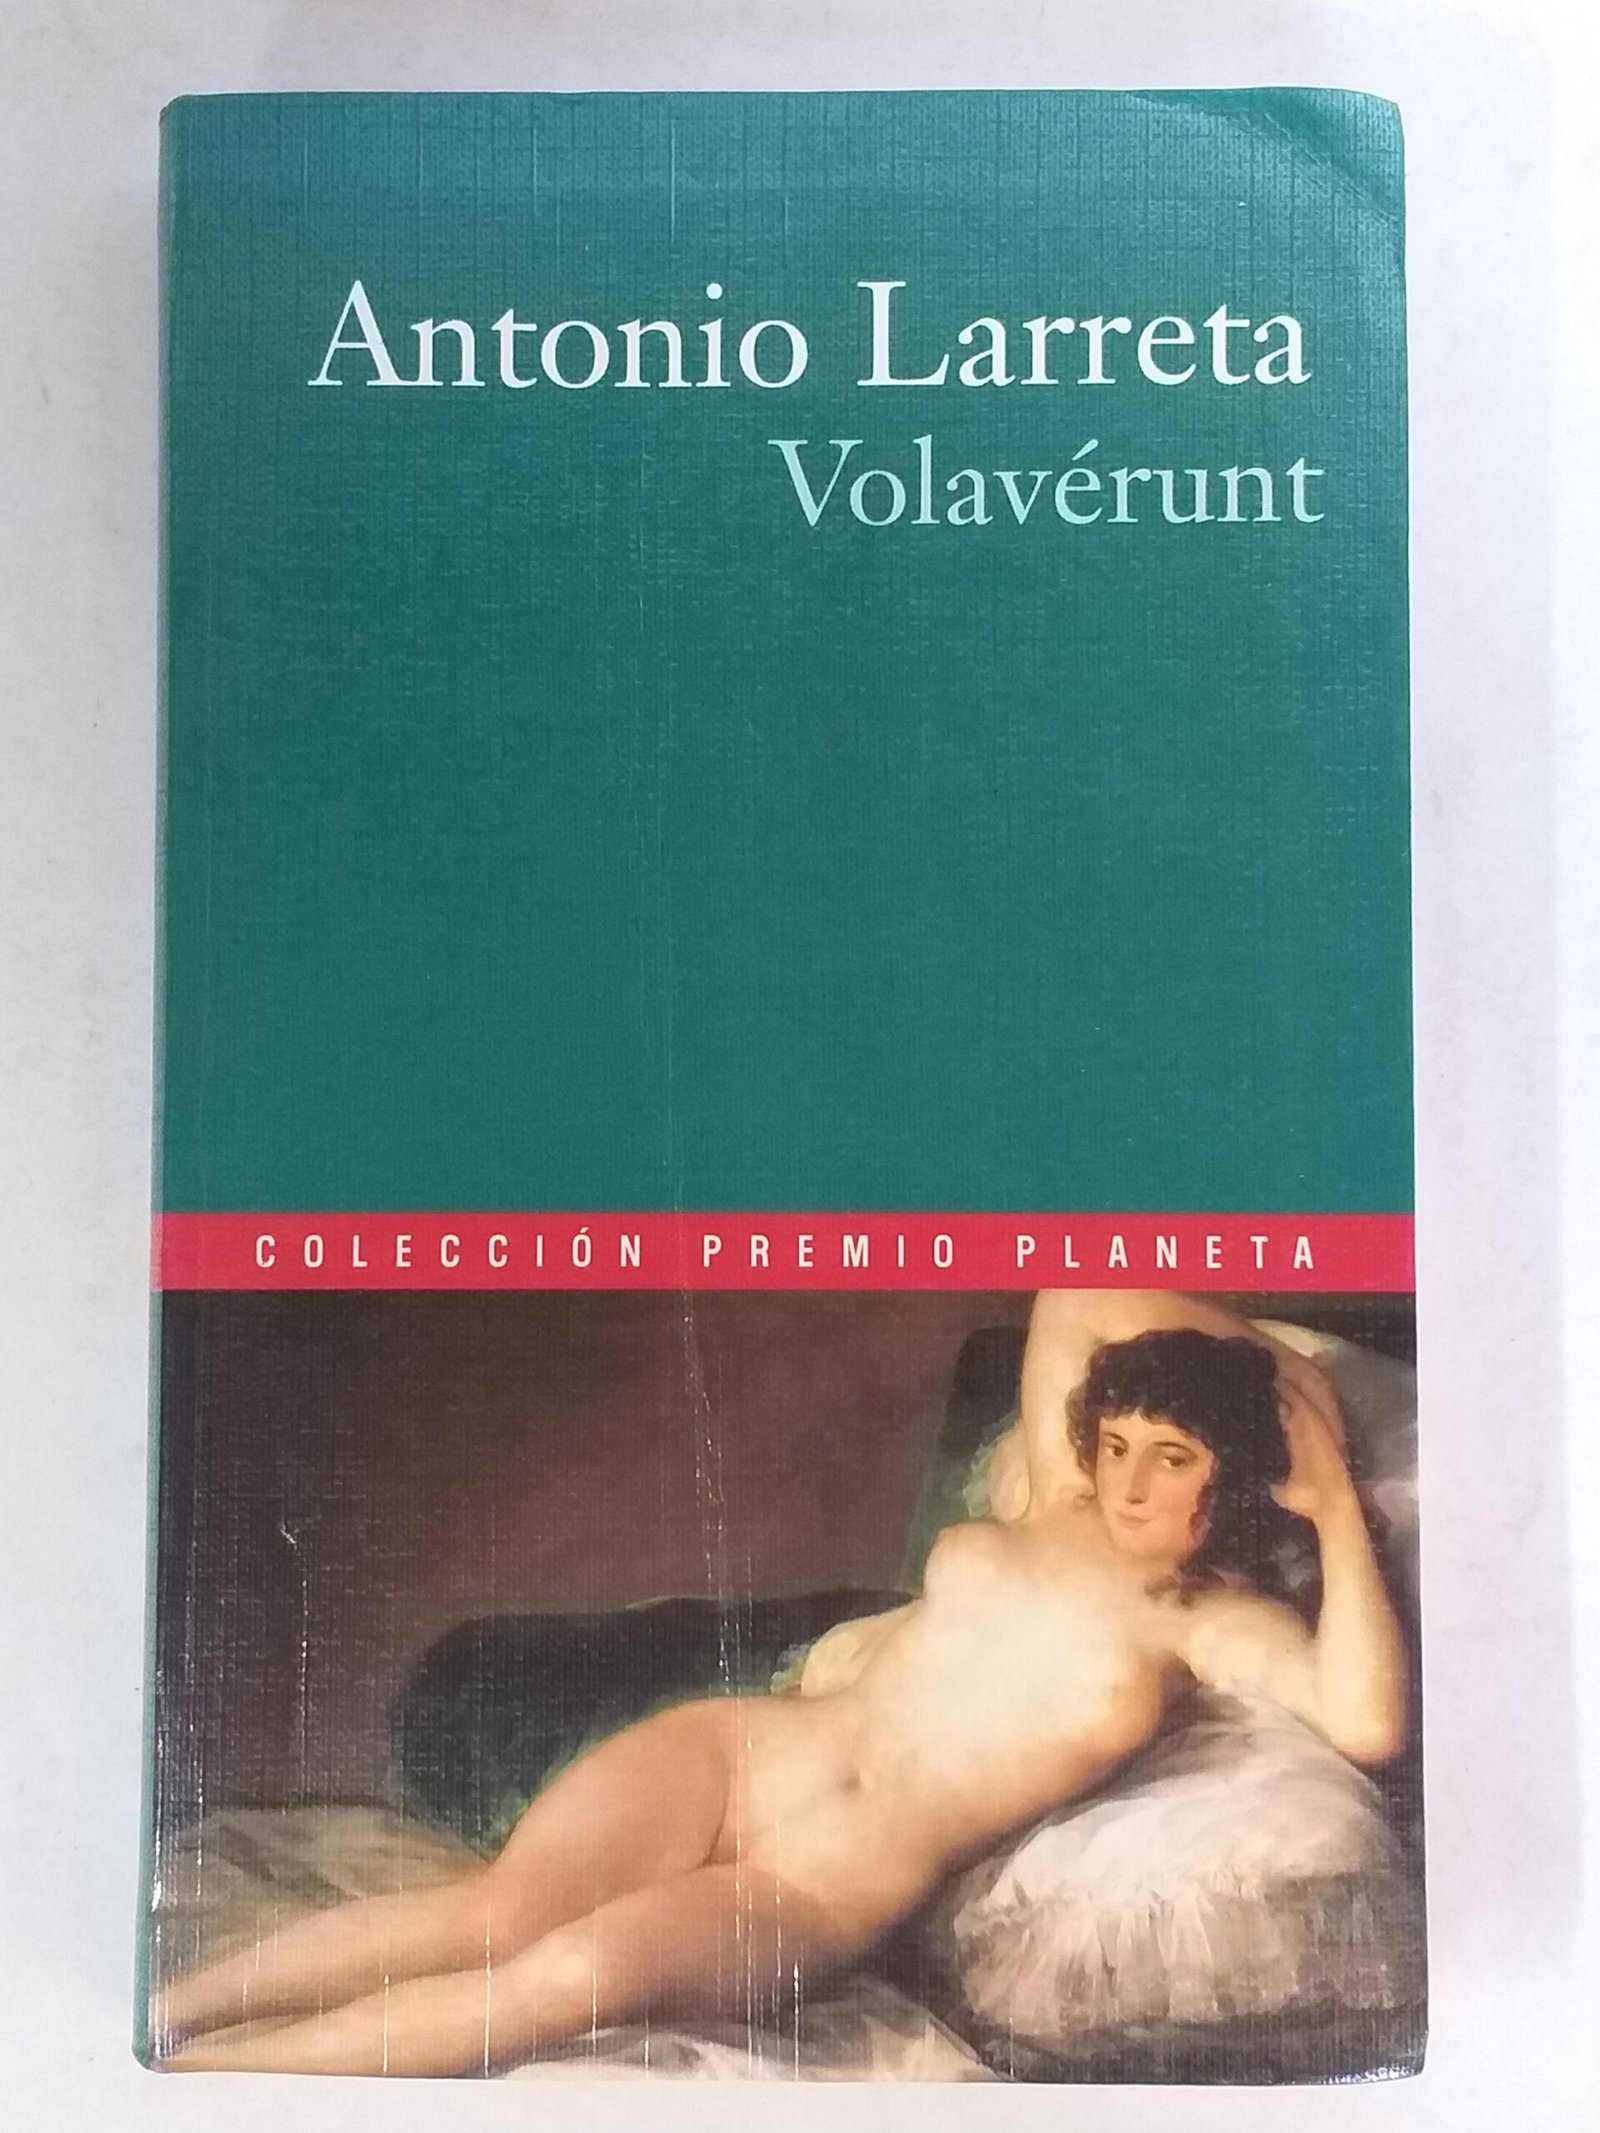 Antonio Larreta
Volavérunt
COLECCIÓN PREMIO PLANETA